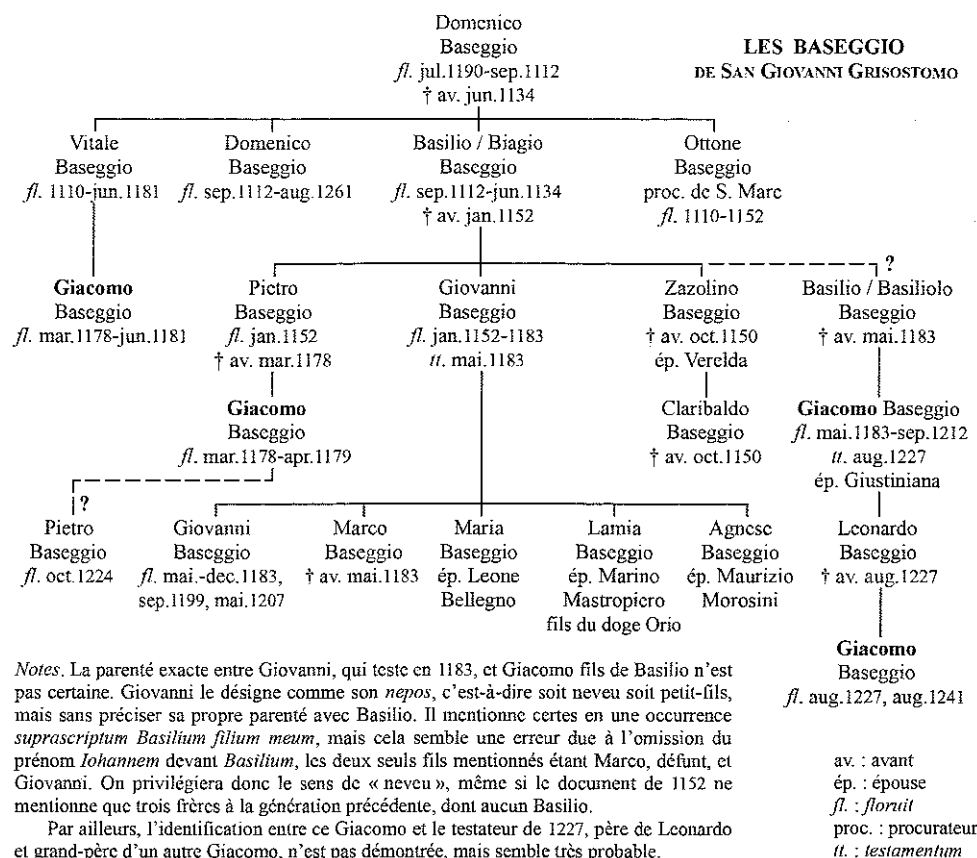 LES BASEGGIO
DE SAN GIOVANNI GRISOSTOMO
Domenico
Baseggio
fl. jul.1190-sep.1112
† av. jun.1134
Vitale
Baseggio
fl. 1110-jun.1181
Domenico
Baseggio
fl. sep.1112-aug.1261
Basilio / Biagio
Baseggio
fl. sep.1112-jun.1134
† av. jan.1152
Ottone
Baseggio
proc. de S. Marc
fl. 1110-1152
?
Giacomo
Baseggio
fl. mar.1178-jun.1181
Pietro
Baseggio
fl. jan.1152
† av. mar.1178
Giovanni
Baseggio
fl. jan.1152-1183
tt. mai.1183
Zazolino
Baseggio
† av. oct.1150
ép. Verelda
Basilio / Basiliolo
Baseggio
† av. mai.1183
Giacomo
Baseggio
fl. mar.1178-apr.1179
Claribaldo
Baseggio
† av. oct.1150
Giacomo Baseggio
fl. mai.1183-sep.1212
tt. aug.1227
ép. Giustiniana
?
Pietro
Baseggio
fl. oct.1224
Giovanni
Baseggio
fl. mai.-dec.1183,
sep.1199, mai.1207
Marco
Baseggio
† av. mai.1183
Maria
Baseggio
ép. Leone
Bellegno
Lamia
Baseggio
ép. Marino
Mastropiero
fils du doge Orio
Agnese
Baseggio
ép. Maurizio
Morosini
Leonardo
Baseggio
† av. aug.1227
Giacomo
Baseggio
fl. aug.1227, aug.1241
Notes. La parenté exacte entre Giovanni, qui teste en 1183, et Giacomo fils de Basilio n'est
pas certaine. Giovanni le désigne comme son nepos, c'est-à-dire soit neveu soit petit-fils,
mais sans préciser sa propre parenté avec Basilio. Il mentionne certes en une occurrence
suprascriptum Basilium filium meum, mais cela semble une erreur due à l'omission du
prénom Iohannem devant Basilium, les deux seuls fils mentionnés étant Marco, défunt, et
Giovanni. On privilégiera donc le sens de « neveu », même si le document de 1152 ne
mentionne que trois frères à la génération précédente, dont aucun Basilio.
Par ailleurs, l'identification entre ce Giacomo et le testateur de 1227, père de Leonardo
et grand-père d'un autre Giacomo, n'est pas démontrée, mais semble très probable.
av. : avant
ép. : épouse
fl. : floruit
proc. : procurateur
tt. : testamentum